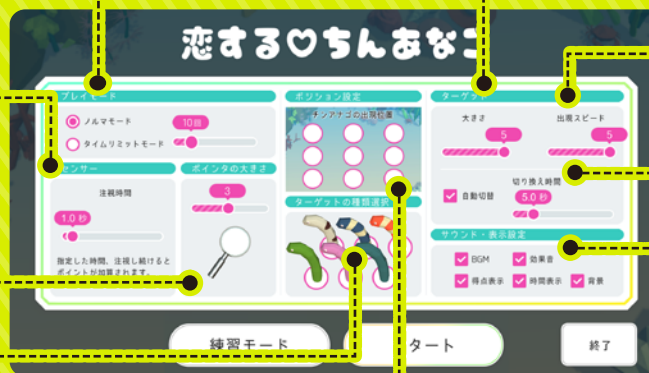 恋する♡ちんあなご
プレイモード
ノルマモード
10回
タイムリミットモード
センサー
注視時間
1.0 秒
指定した時間、注視し続けると
ポイントが加算されます。
ポインタの大きさ
3
ポジション設定
チンアナゴの出現位置
ターゲットの種類選択
ターゲット
大きさ
出現スピード
5
5
自動切替
切り換え時間
5.0 秒
サウンド・表示設定
BGM
効果音
得点表示
時間表示
背景
練習モード
スタート
終了